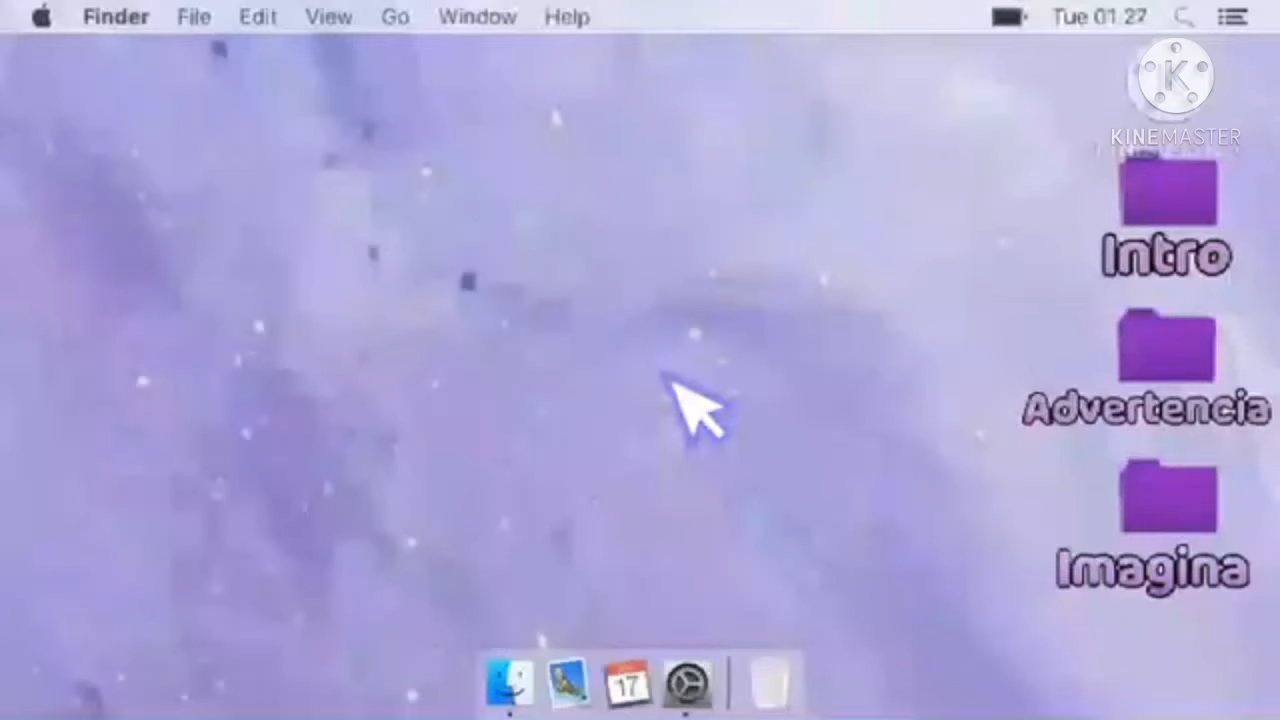 Finder File Edit View Go Window Help Tue 01 27
K
KINEMASTER
Intro
Advertencia
Imagina
17